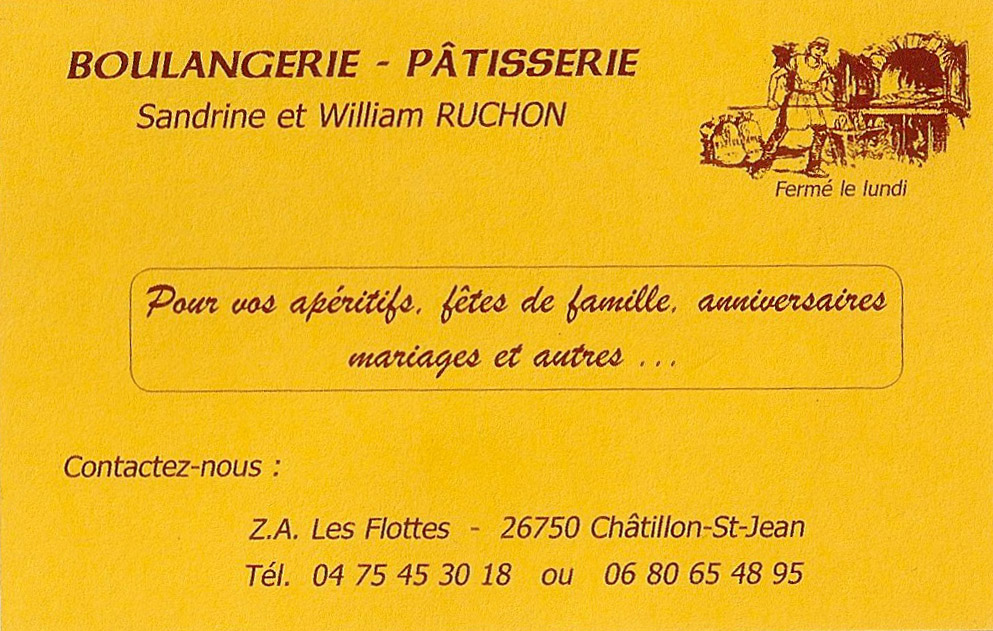 BOULANGERIE - PÂTISSERIE
Sandrine et William RUCHON
Fermé le lundi
Pour vos apéritifs, fêtes de famille, anniversaires
mariages et autres ...
Contactez-nous :
Z.A. Les Flottes - 26750 Châtillon-St-Jean
Tél. 04 75 45 30 18 ou 06 80 65 48 95